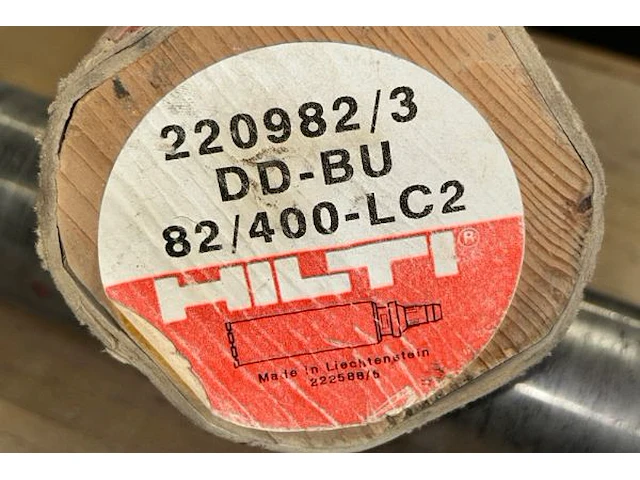 220982/3
DD-BU
82/400-LC2
HILTI®
Made in Liechtenstein
222588/5